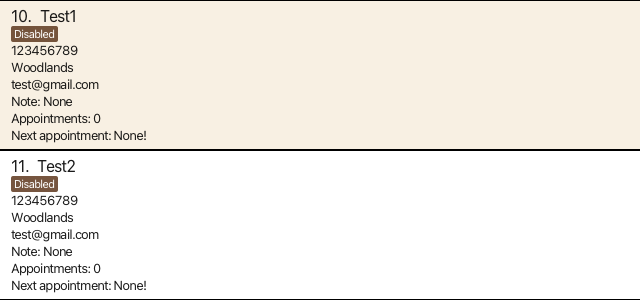 10. Test1
Disabled
123456789
Woodlands
test@gmail.com
Note: None
Appointments: 0
Next appointment: None!
11. Test2
Disabled
123456789
Woodlands
test@gmail.com
Note: None
Appointments: 0
Next appointment: None!